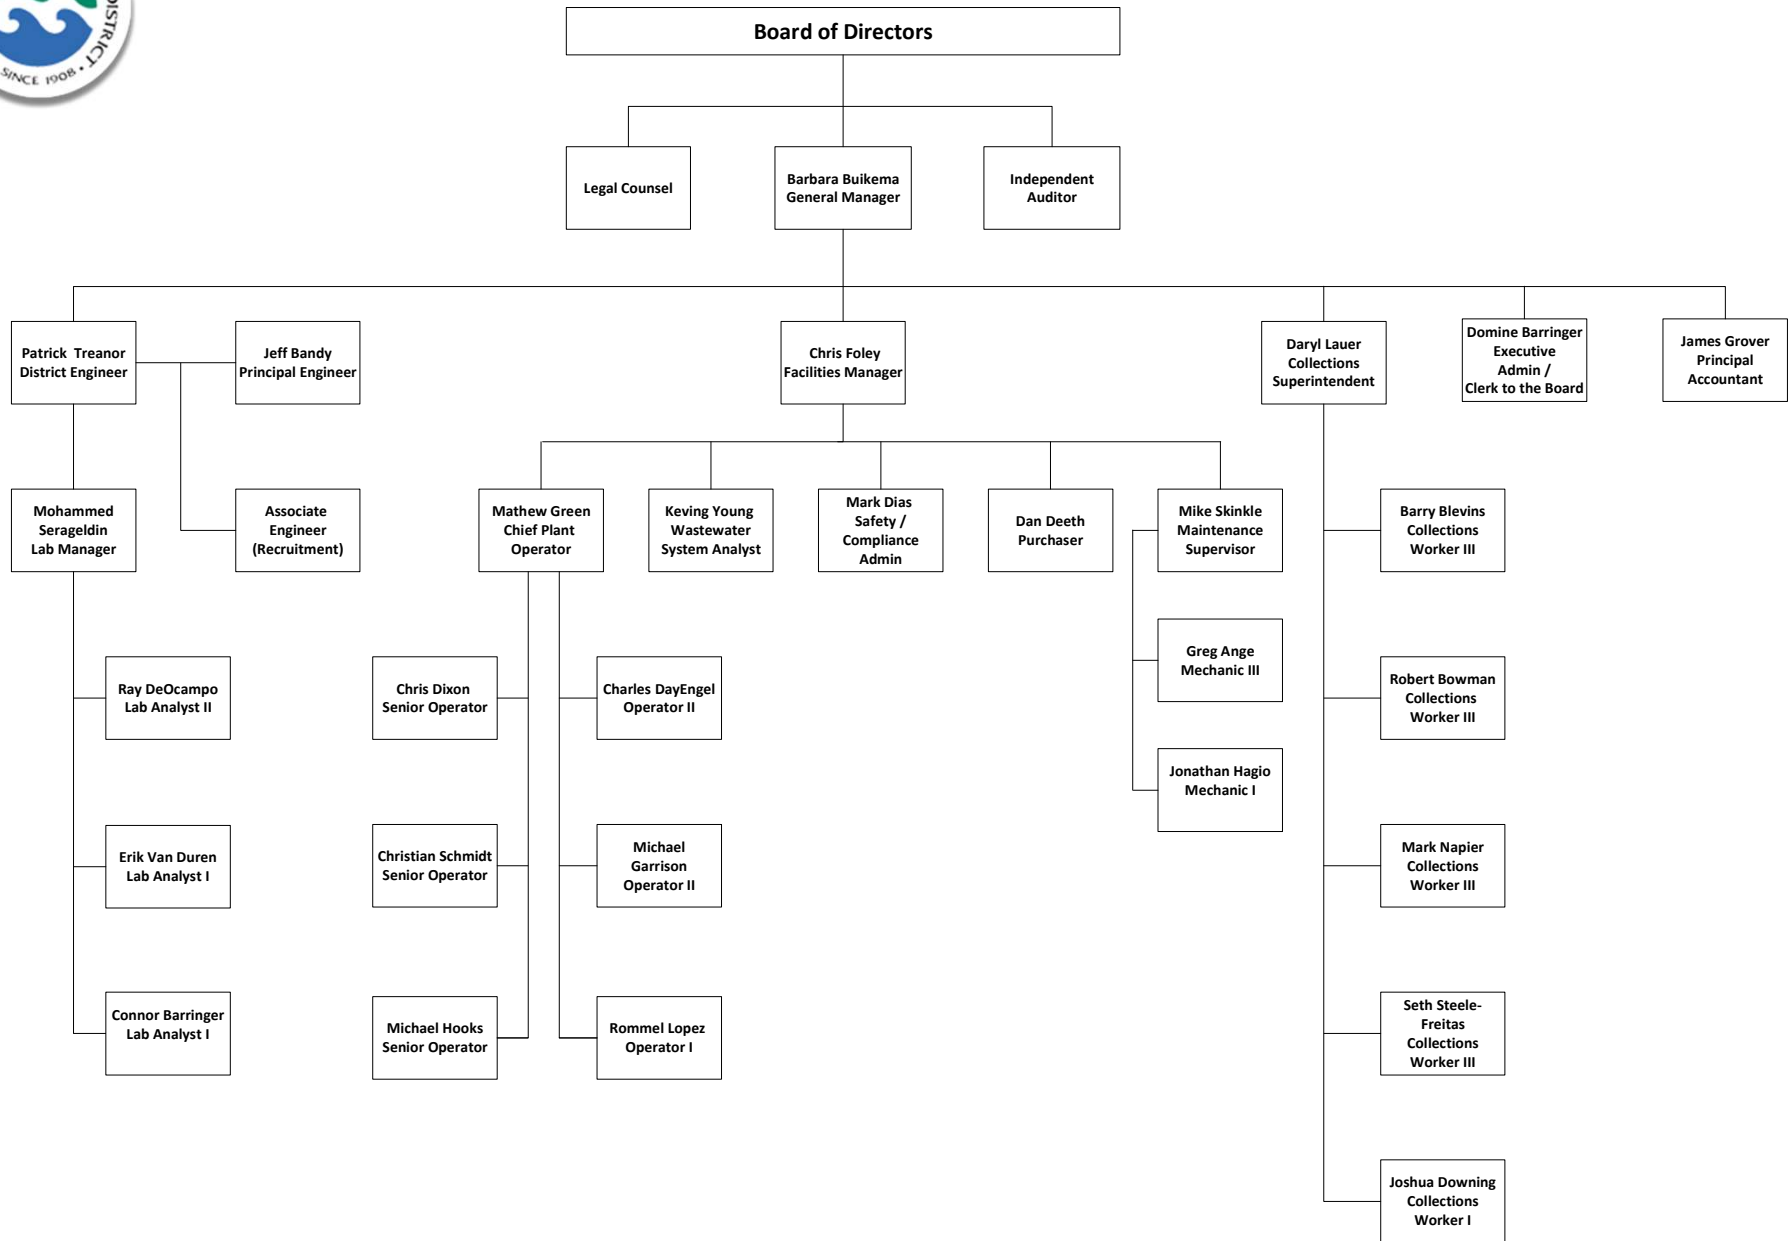 DISTRICT •
SINCE 1908 •
Board of Directors
Legal Counsel
Barbara Buikema
General Manager
Independent
Auditor
Patrick Treanor
District Engineer
Jeff Bandy
Principal Engineer
Chris Foley
Facilities Manager
Daryl Lauer
Collections
Superintendent
Domine Barringer
Executive
Admin /
Clerk to the Board
James Grover
Principal
Accountant
Mohammed
Serageldin
Lab Manager
Associate
Engineer
(Recruitment)
Mathew Green
Chief Plant
Operator
Keving Young
Wastewater
System Analyst
Mark Dias
Safety /
Compliance
Admin
Dan Deeth
Purchaser
Mike Skinkle
Maintenance
Supervisor
Barry Blevins
Collections
Worker III
Ray DeOcampo
Lab Analyst II
Chris Dixon
Senior Operator
Charles DayEngel
Operator II
Greg Ange
Mechanic III
Robert Bowman
Collections
Worker III
Jonathan Hagio
Mechanic I
Erik Van Duren
Lab Analyst I
Christian Schmidt
Senior Operator
Michael
Garrison
Operator II
Mark Napier
Collections
Worker III
Connor Barringer
Lab Analyst I
Michael Hooks
Senior Operator
Rommel Lopez
Operator I
Seth Steele-
Freitas
Collections
Worker III
Joshua Downing
Collections
Worker I